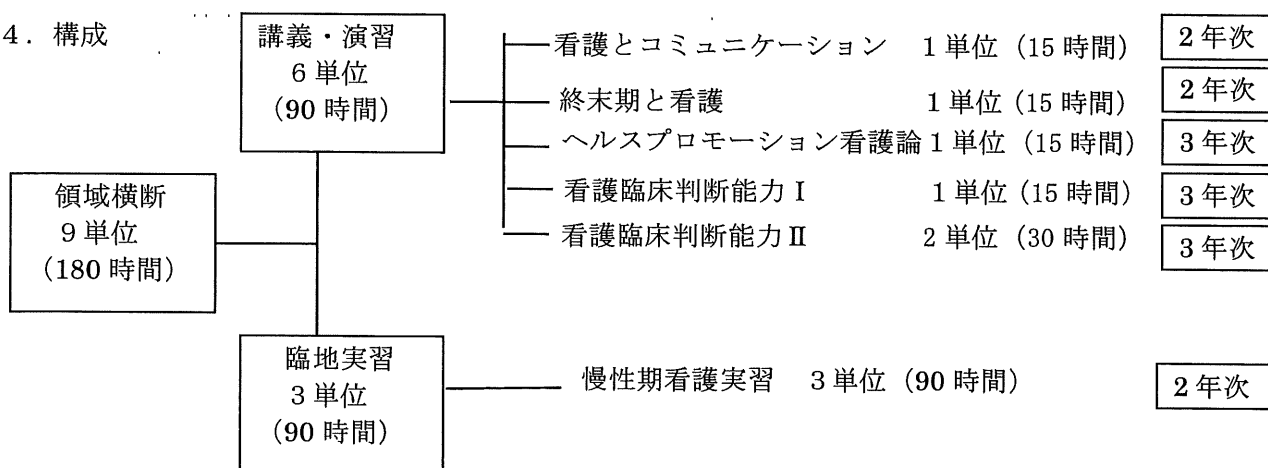 4．構成
講義・演習
6単位
（90時間）
看護とコミュニケーション　1単位（15時間）　2年次
終末期と看護　1単位（15時間）　2年次
ヘルスプロモーション看護論 1単位（15時間）　3年次
看護臨床判断能力Ⅰ　1単位（15時間）　3年次
看護臨床判断能力Ⅱ　2単位（30時間）　3年次
領域横断
9単位
（180時間）
臨地実習
3単位
（90時間）
慢性期看護実習　3単位（90時間）　2年次